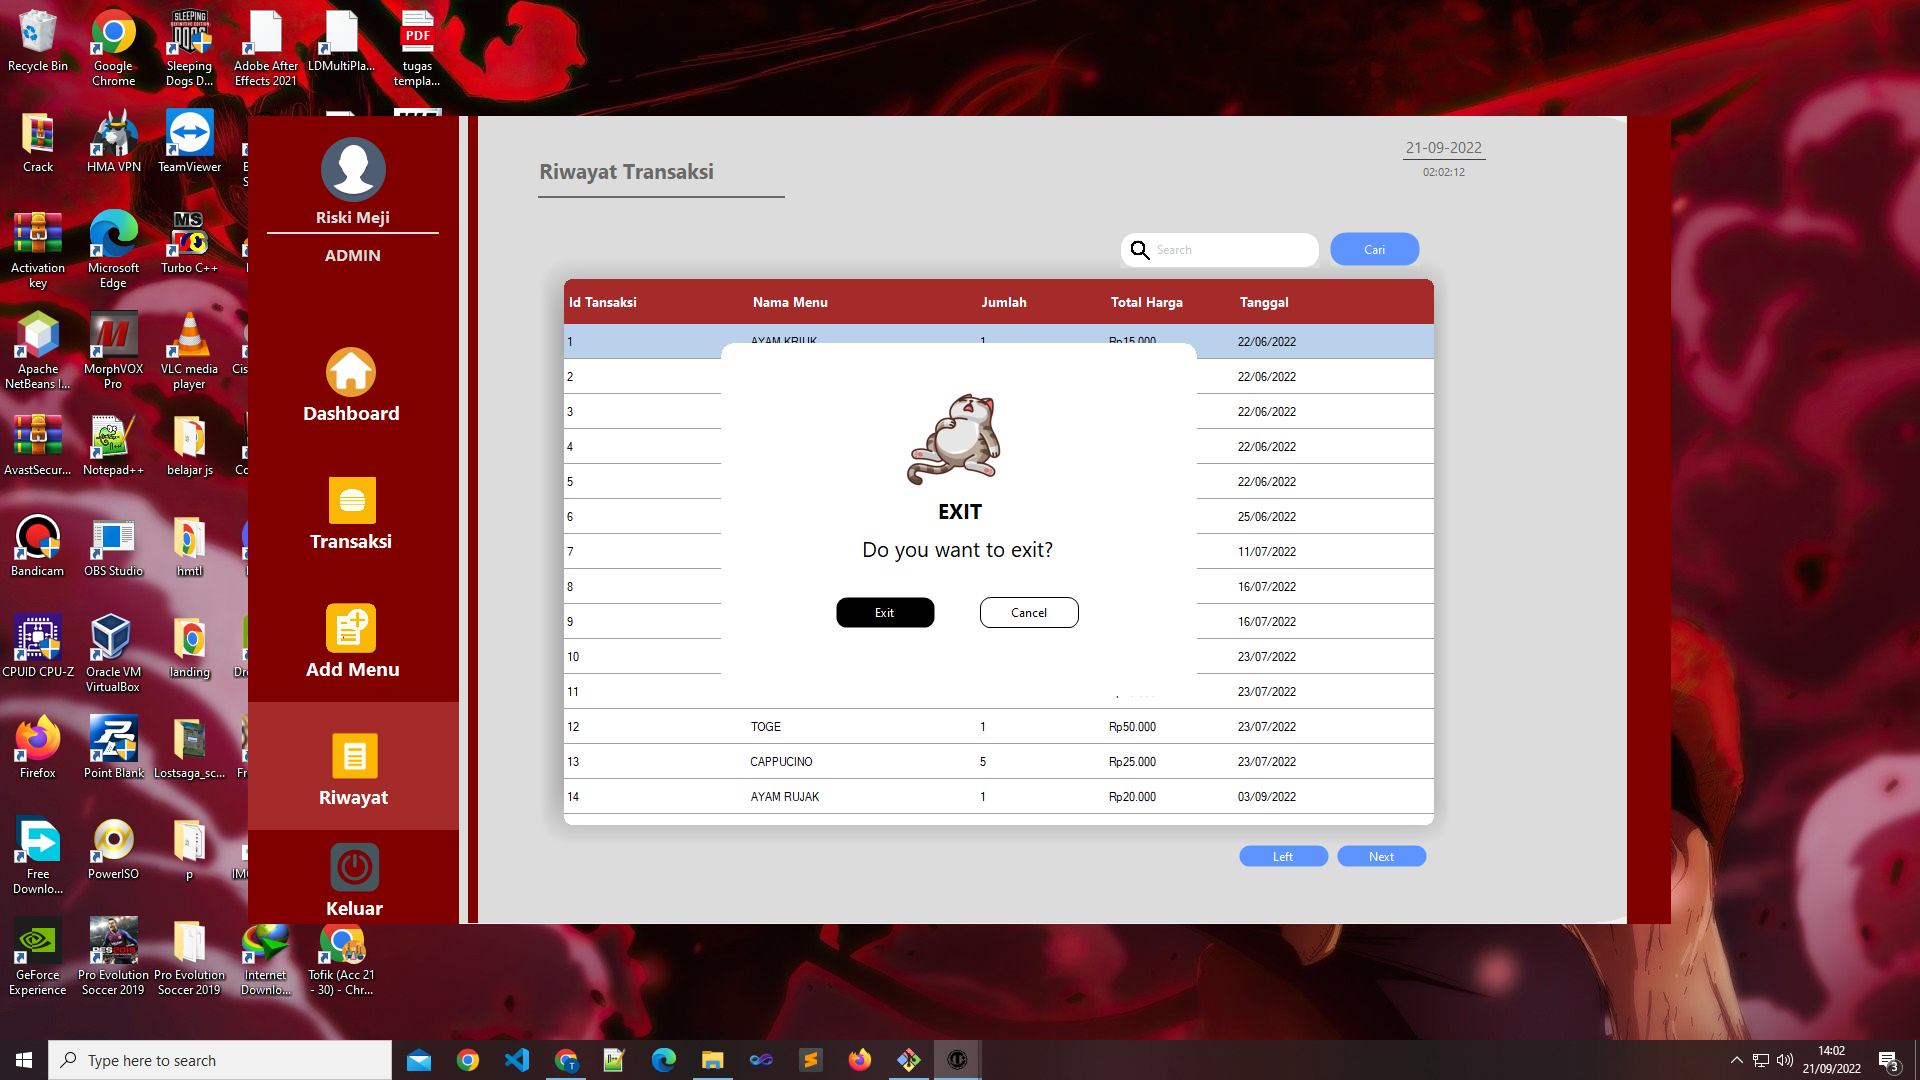 Recycle Bin
Google
Chrome
Sleeping
Dogs D...
Adobe After
Effects 2021
LDMultiPla...
PDF
tugas
templa...
Crack
HMA VPN
TeamViewer
Activation
key
Microsoft
Edge
Turbo C++
Apache
NetBeans I...
MorphVOX
Pro
VLC media
player
AvastSecur...
Notepad++
belajar js
Bandicam
OBS Studio
hmtl
CPUID CPU-Z
Oracle VM
VirtualBox
landing
Firefox
Point Blank
Lostsaga_sc...
Free
Downlo...
PowerISO
p
GeForce
Experience
Pro Evolution
Soccer 2019
Pro Evolution
Soccer 2019
Internet
Downlo...
Tofik (Acc 21
- 30) - Chr...
Riski Meji
ADMIN
Dashboard
Transaksi
Add Menu
Riwayat
Keluar
Riwayat Transaksi
21-09-2022
02:02:12
Search
Cari
Id Tansaksi Nama Menu Jumlah Total Harga Tanggal
1 AYAM KRIUK 1 Rp15.000 22/06/2022
2 22/06/2022
3 22/06/2022
4 22/06/2022
5 22/06/2022
6 25/06/2022
7 11/07/2022
8 16/07/2022
9 16/07/2022
10 23/07/2022
11 23/07/2022
12 TOGE 1 Rp50.000 23/07/2022
13 CAPPUCINO 5 Rp25.000 23/07/2022
14 AYAM RUJAK 1 Rp20.000 03/09/2022
EXIT
Do you want to exit?
Exit
Cancel
Left
Next
Type here to search
14:02
21/09/2022
3